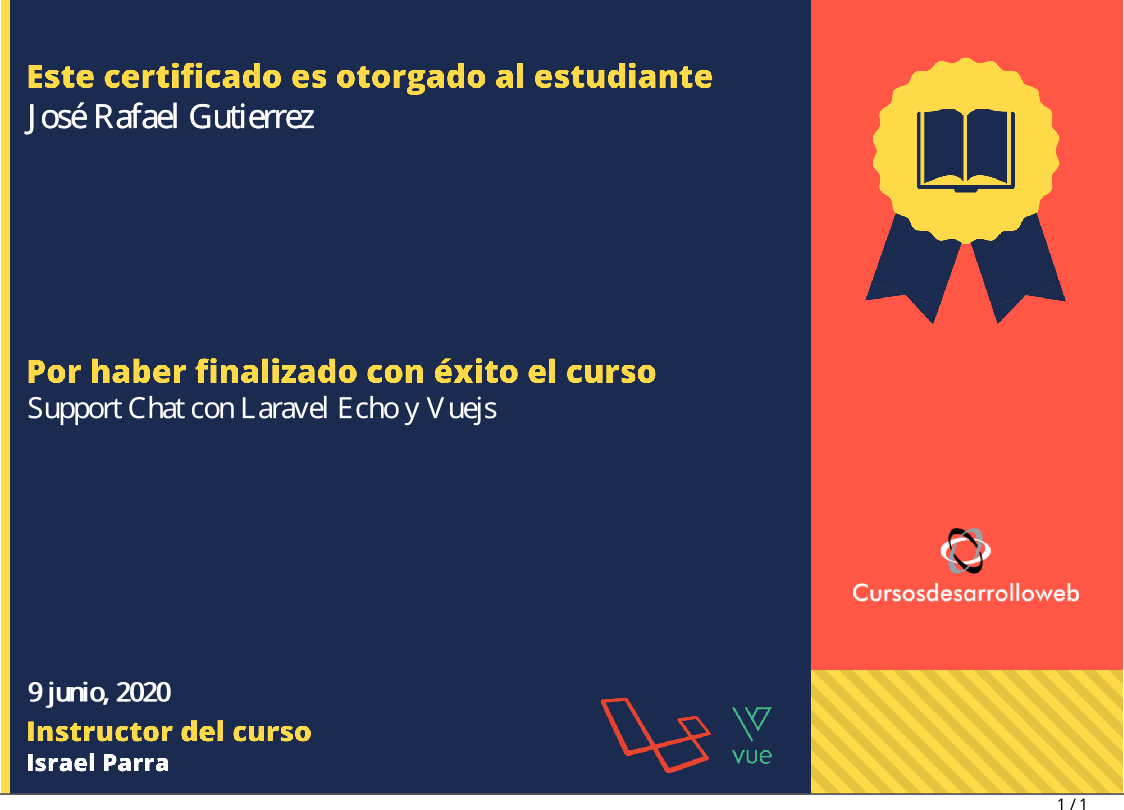 Este certificado es otorgado al estudiante
José Rafael Gutierrez
Por haber finalizado con éxito el curso
Support Chat con Laravel Echo y Vuejs
Cursosdesarrolloweb
9 junio, 2020
Instructor del curso
Israel Parra
vue
1 / 1